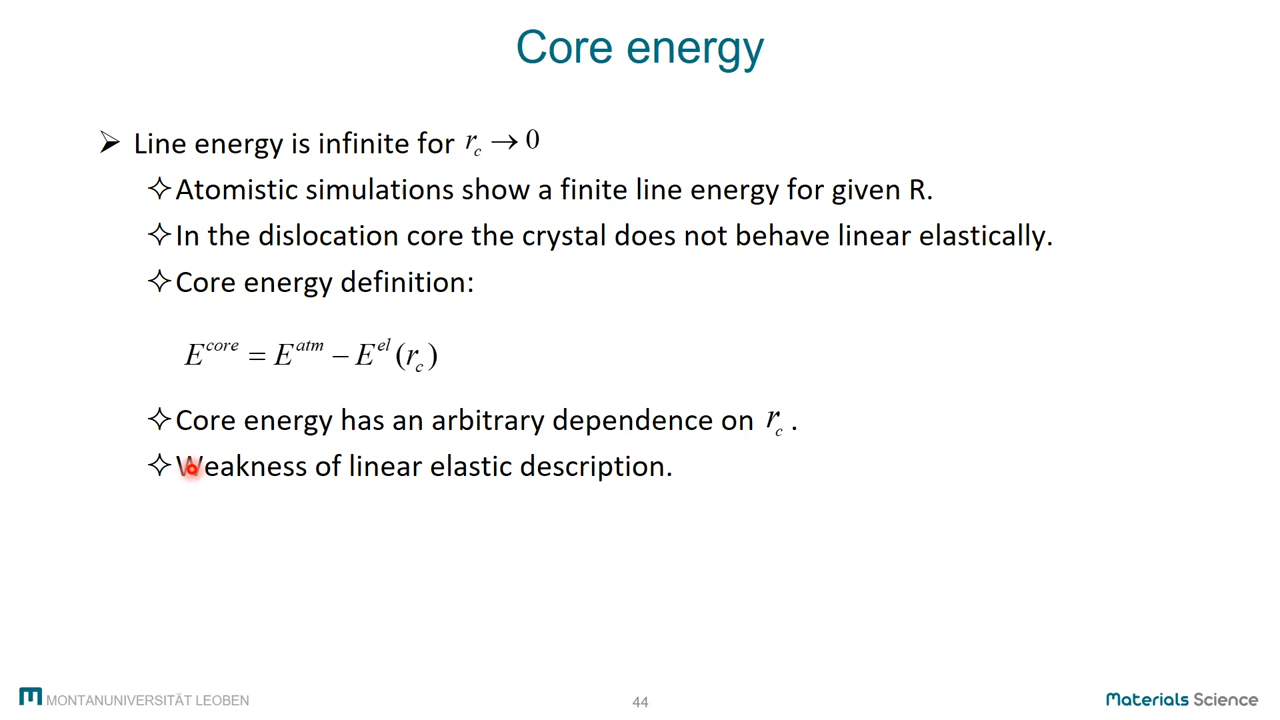 Core energy
➢ Line energy is infinite for r_c → 0
✧Atomistic simulations show a finite line energy for given R.
✧In the dislocation core the crystal does not behave linear elastically.
✧Core energy definition:
E^{core} = E^{atm} − E^{el}(r_c)
✧Core energy has an arbitrary dependence on r_c .
✧Weakness of linear elastic description.
MONTANUNIVERSITÄT LEOBEN
44
Materials Science